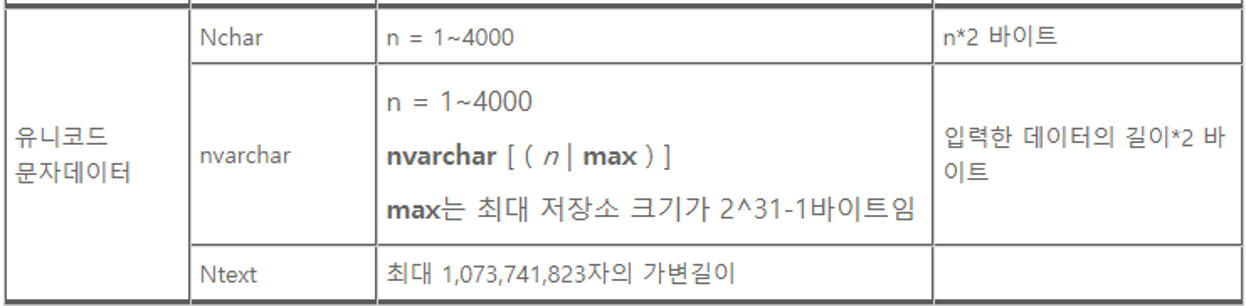 Nchar
n = 1~4000
n*2 바이트
유니코드
문자데이터
nvarchar
n = 1~4000
nvarchar [ ( n | max ) ]
max는 최대 저장소 크기가 2^31-1바이트임
입력한 데이터의 길이*2 바
이트
Ntext
최대 1,073,741,823자의 가변길이